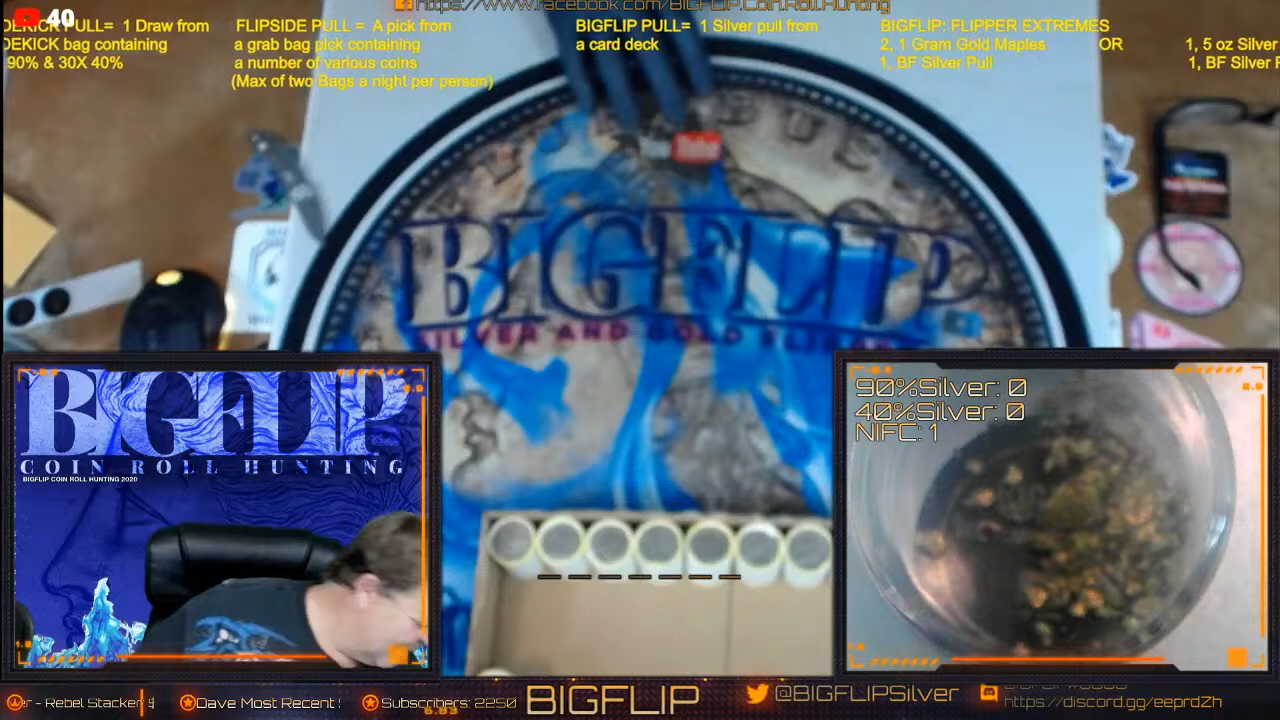 https://www.facebook.com/BIGFLIP.Coin.Roll.Hunting
40
DERICK PULL= 1 Draw from
DEKICK bag containing
90% & 30X 40%
FLIPSIDE PULL = A pick from
a grab bag pick containing
a number of various coins
(Max of two Bags a night per person)
BIGFLIP PULL= 1 Silver pull from
a card deck
BIGFLIP: FLIPPER EXTREMES
2, 1 Gram Gold Maples OR
1, BF Silver Pull
1, 5 oz Silver
1, BF Silver
You Tube
BIGFLIP
SILVER AND GOLD
BIGFLIP
COIN ROLL HUNTING
BIGFLIP COIN ROLL HUNTING 2020
90%Silver: 0
40%Silver: 0
NIFC: 1
er - Rebel Stacker
Dave Most Recent!
Subscribers: 2250
BIGFLIP
@BIGFLIPSilver
https://discord.gg/eeprdZh